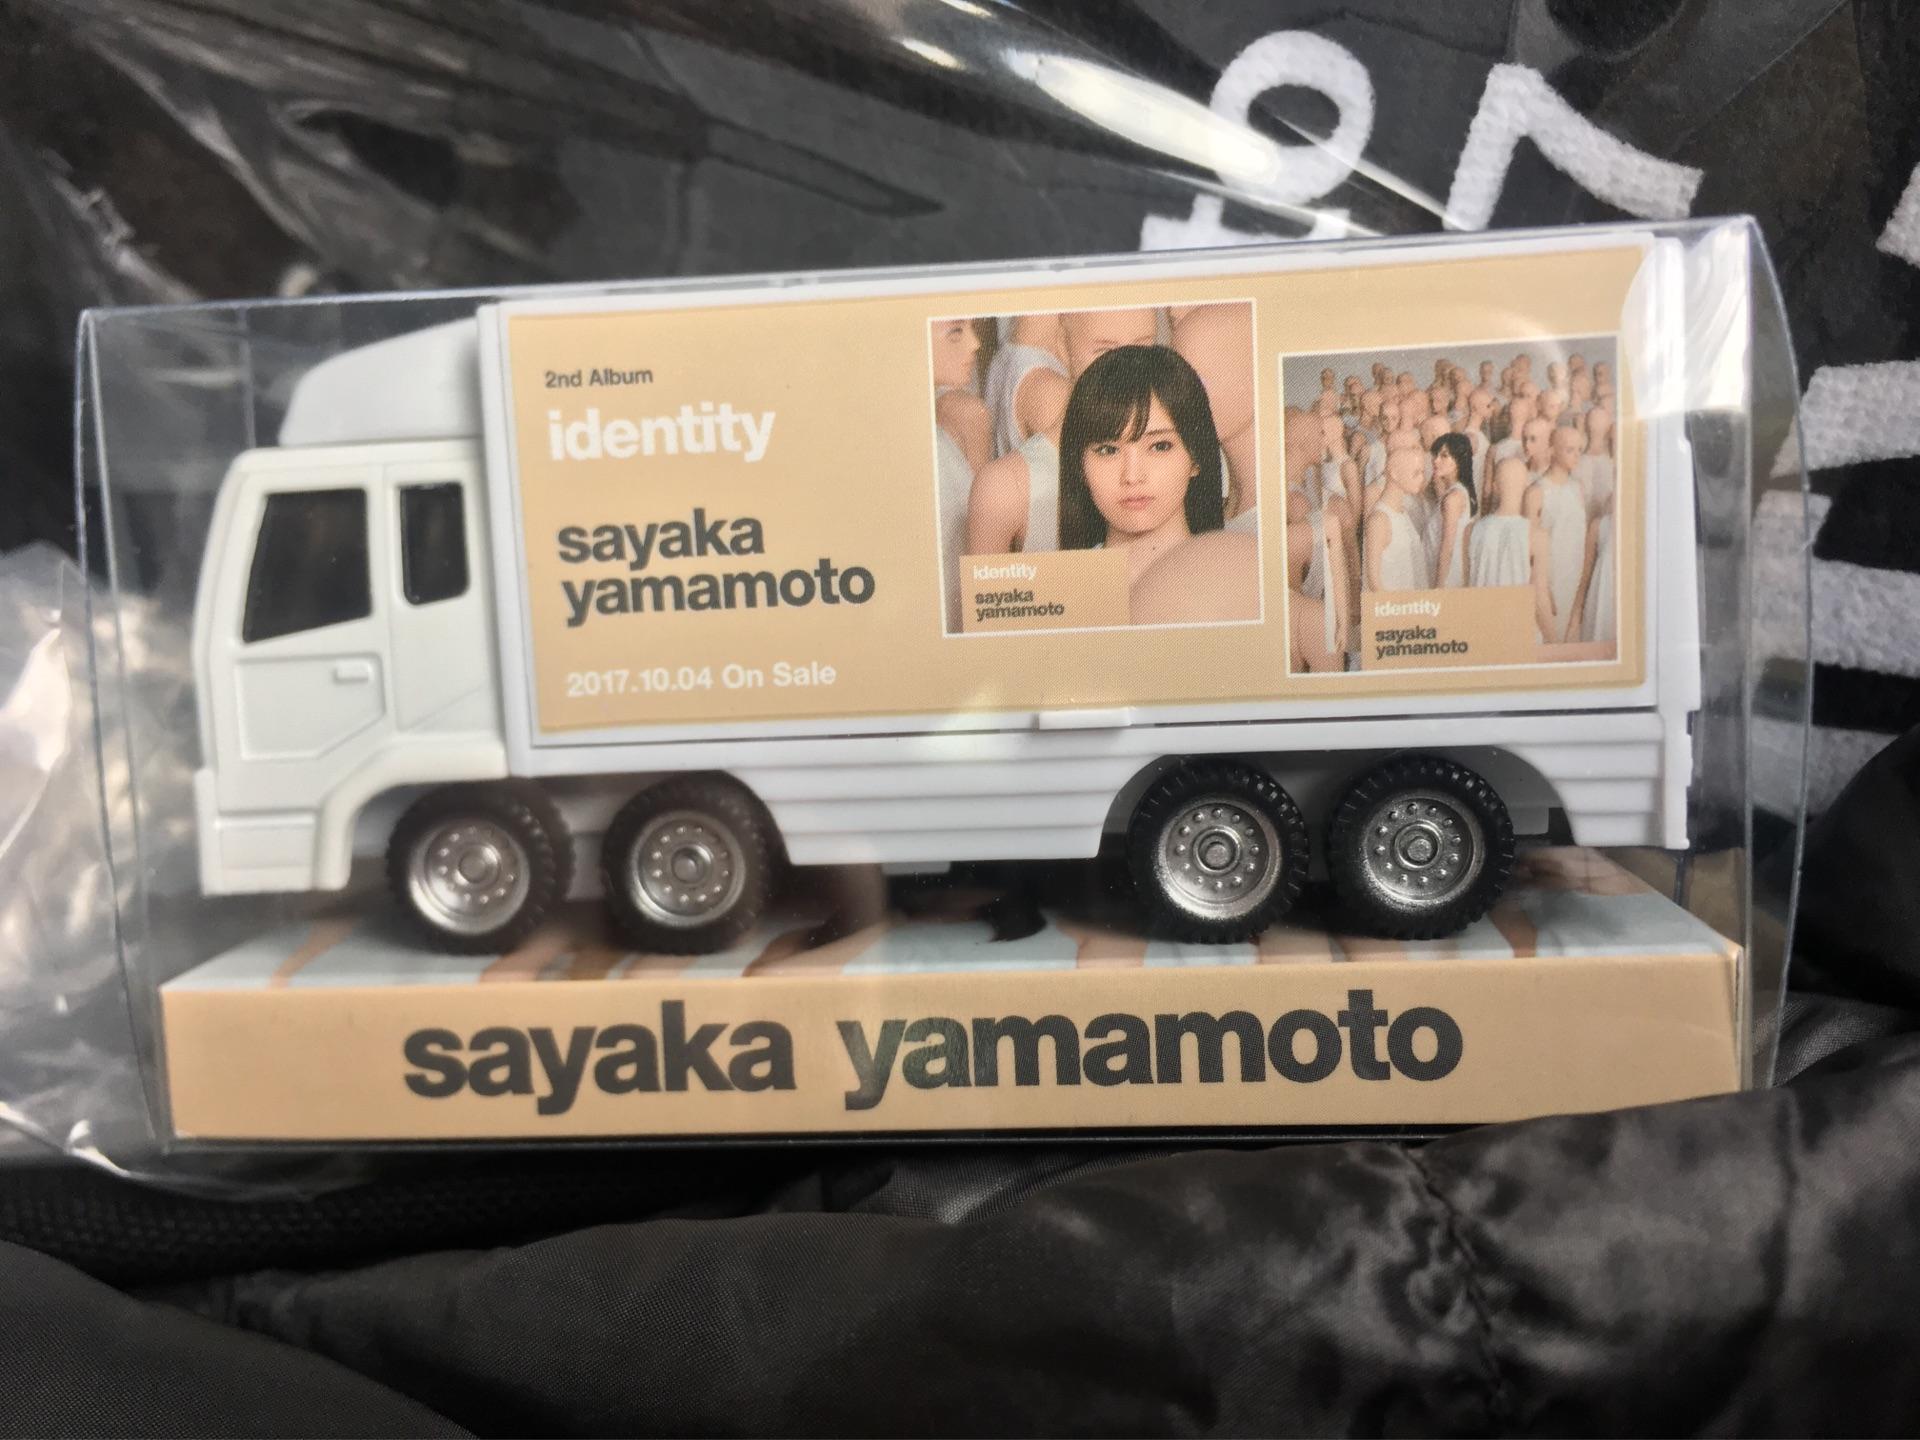 2nd Album
identity
sayaka
yamamoto
2017.10.04 On Sale
identity
sayaka
yamamoto
identity
sayaka
yamamoto
sayaka yamamoto